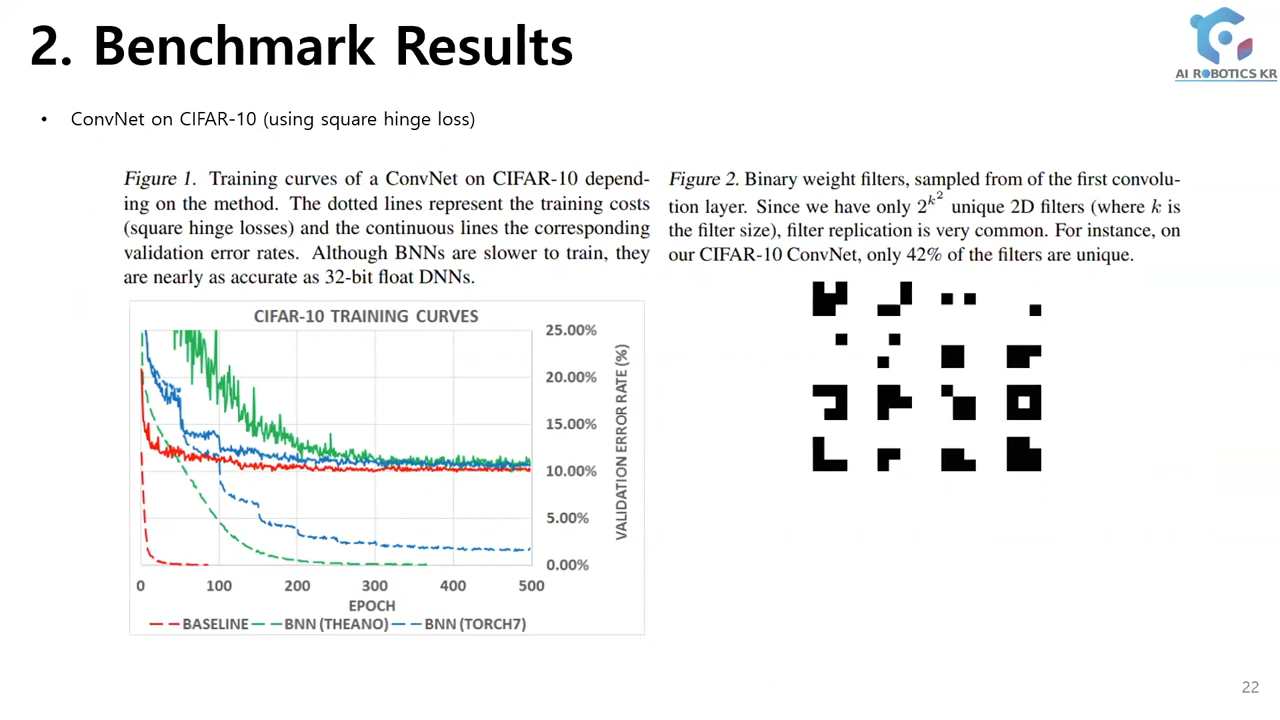 2. Benchmark Results
AI ROBOTICS KR
• ConvNet on CIFAR-10 (using square hinge loss)
Figure 1. Training curves of a ConvNet on CIFAR-10 depend-
ing on the method. The dotted lines represent the training costs
(square hinge losses) and the continuous lines the corresponding
validation error rates. Although BNNs are slower to train, they
are nearly as accurate as 32-bit float DNNs.
CIFAR-10 TRAINING CURVES
25.00%
20.00%
15.00%
10.00%
5.00%
0.00%
VALIDATION ERROR RATE (%)
0 100 200 300 400 500
EPOCH
BASELINE BNN (THEANO) BNN (TORCH7)
Figure 2. Binary weight filters, sampled from of the first convolu-
tion layer. Since we have only 2^{k^2} unique 2D filters (where k is
the filter size), filter replication is very common. For instance, on
our CIFAR-10 ConvNet, only 42% of the filters are unique.
22